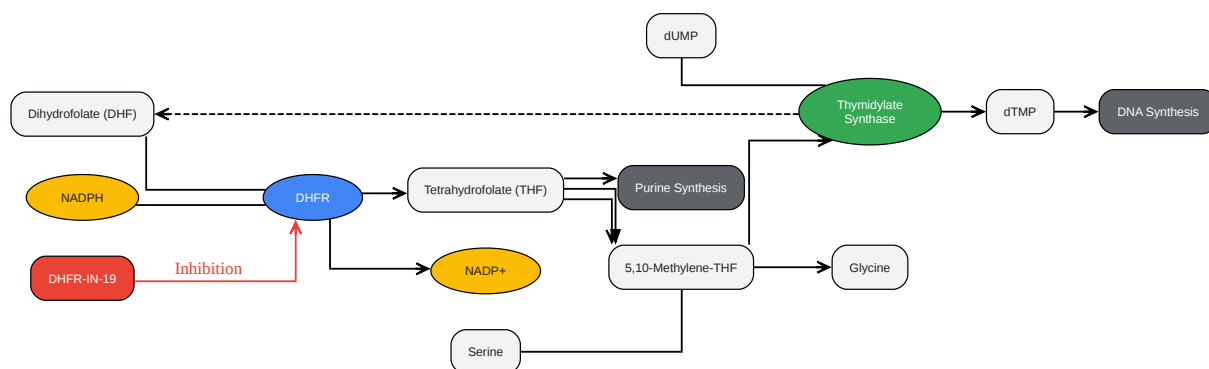 dUMP
Dihydrofolate (DHF)
Thymidylate
Synthase
dTMP
DNA Synthesis
NADPH
DHFR
Tetrahydrofolate (THF)
Purine Synthesis
DHFR-IN-19
Inhibition
NADP+
5,10-Methylene-THF
Glycine
Serine